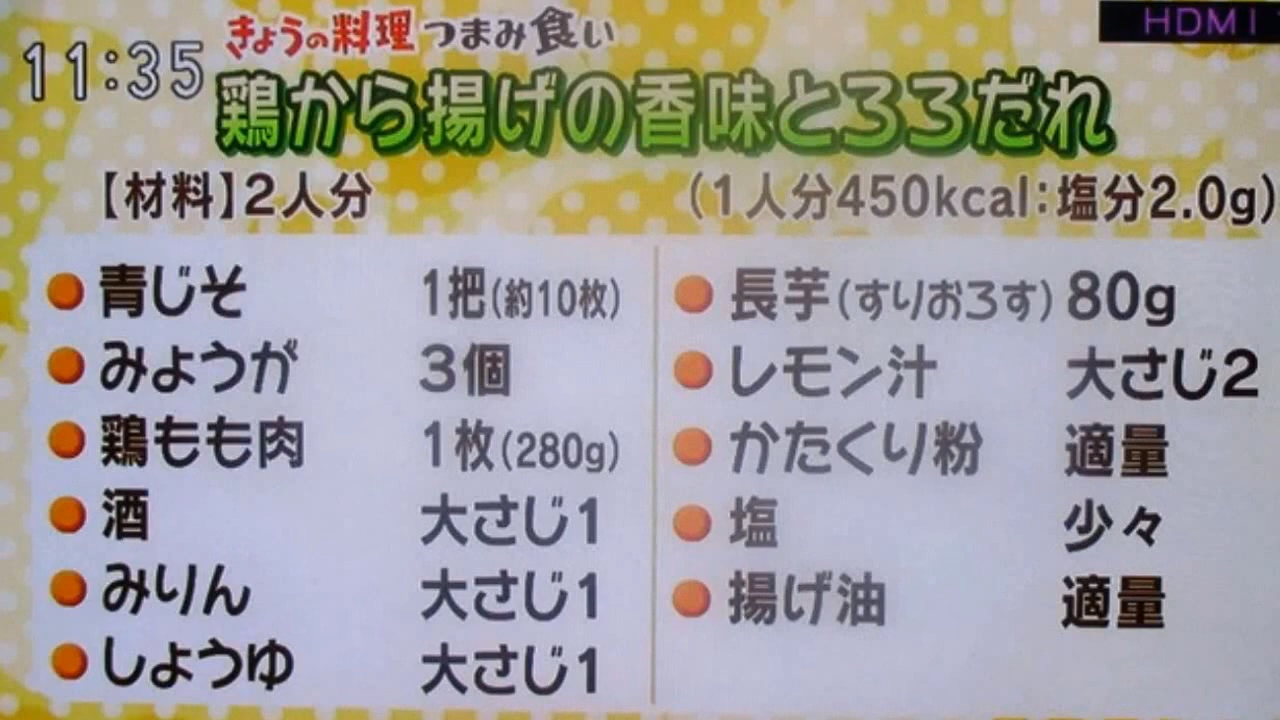 HDMI
きょうの料理つまみ食い
11:35
鶏から揚げの香味とろろだれ
【材料】2人分 (1人分450kcal:塩分2.0g)
青じそ 1把(約10枚)
みょうが 3個
鶏もも肉 1枚(280g)
酒 大さじ1
みりん 大さじ1
しょうゆ 大さじ1
長芋(すりおろす) 80g
レモン汁 大さじ2
かたくり粉 適量
塩 少々
揚げ油 適量